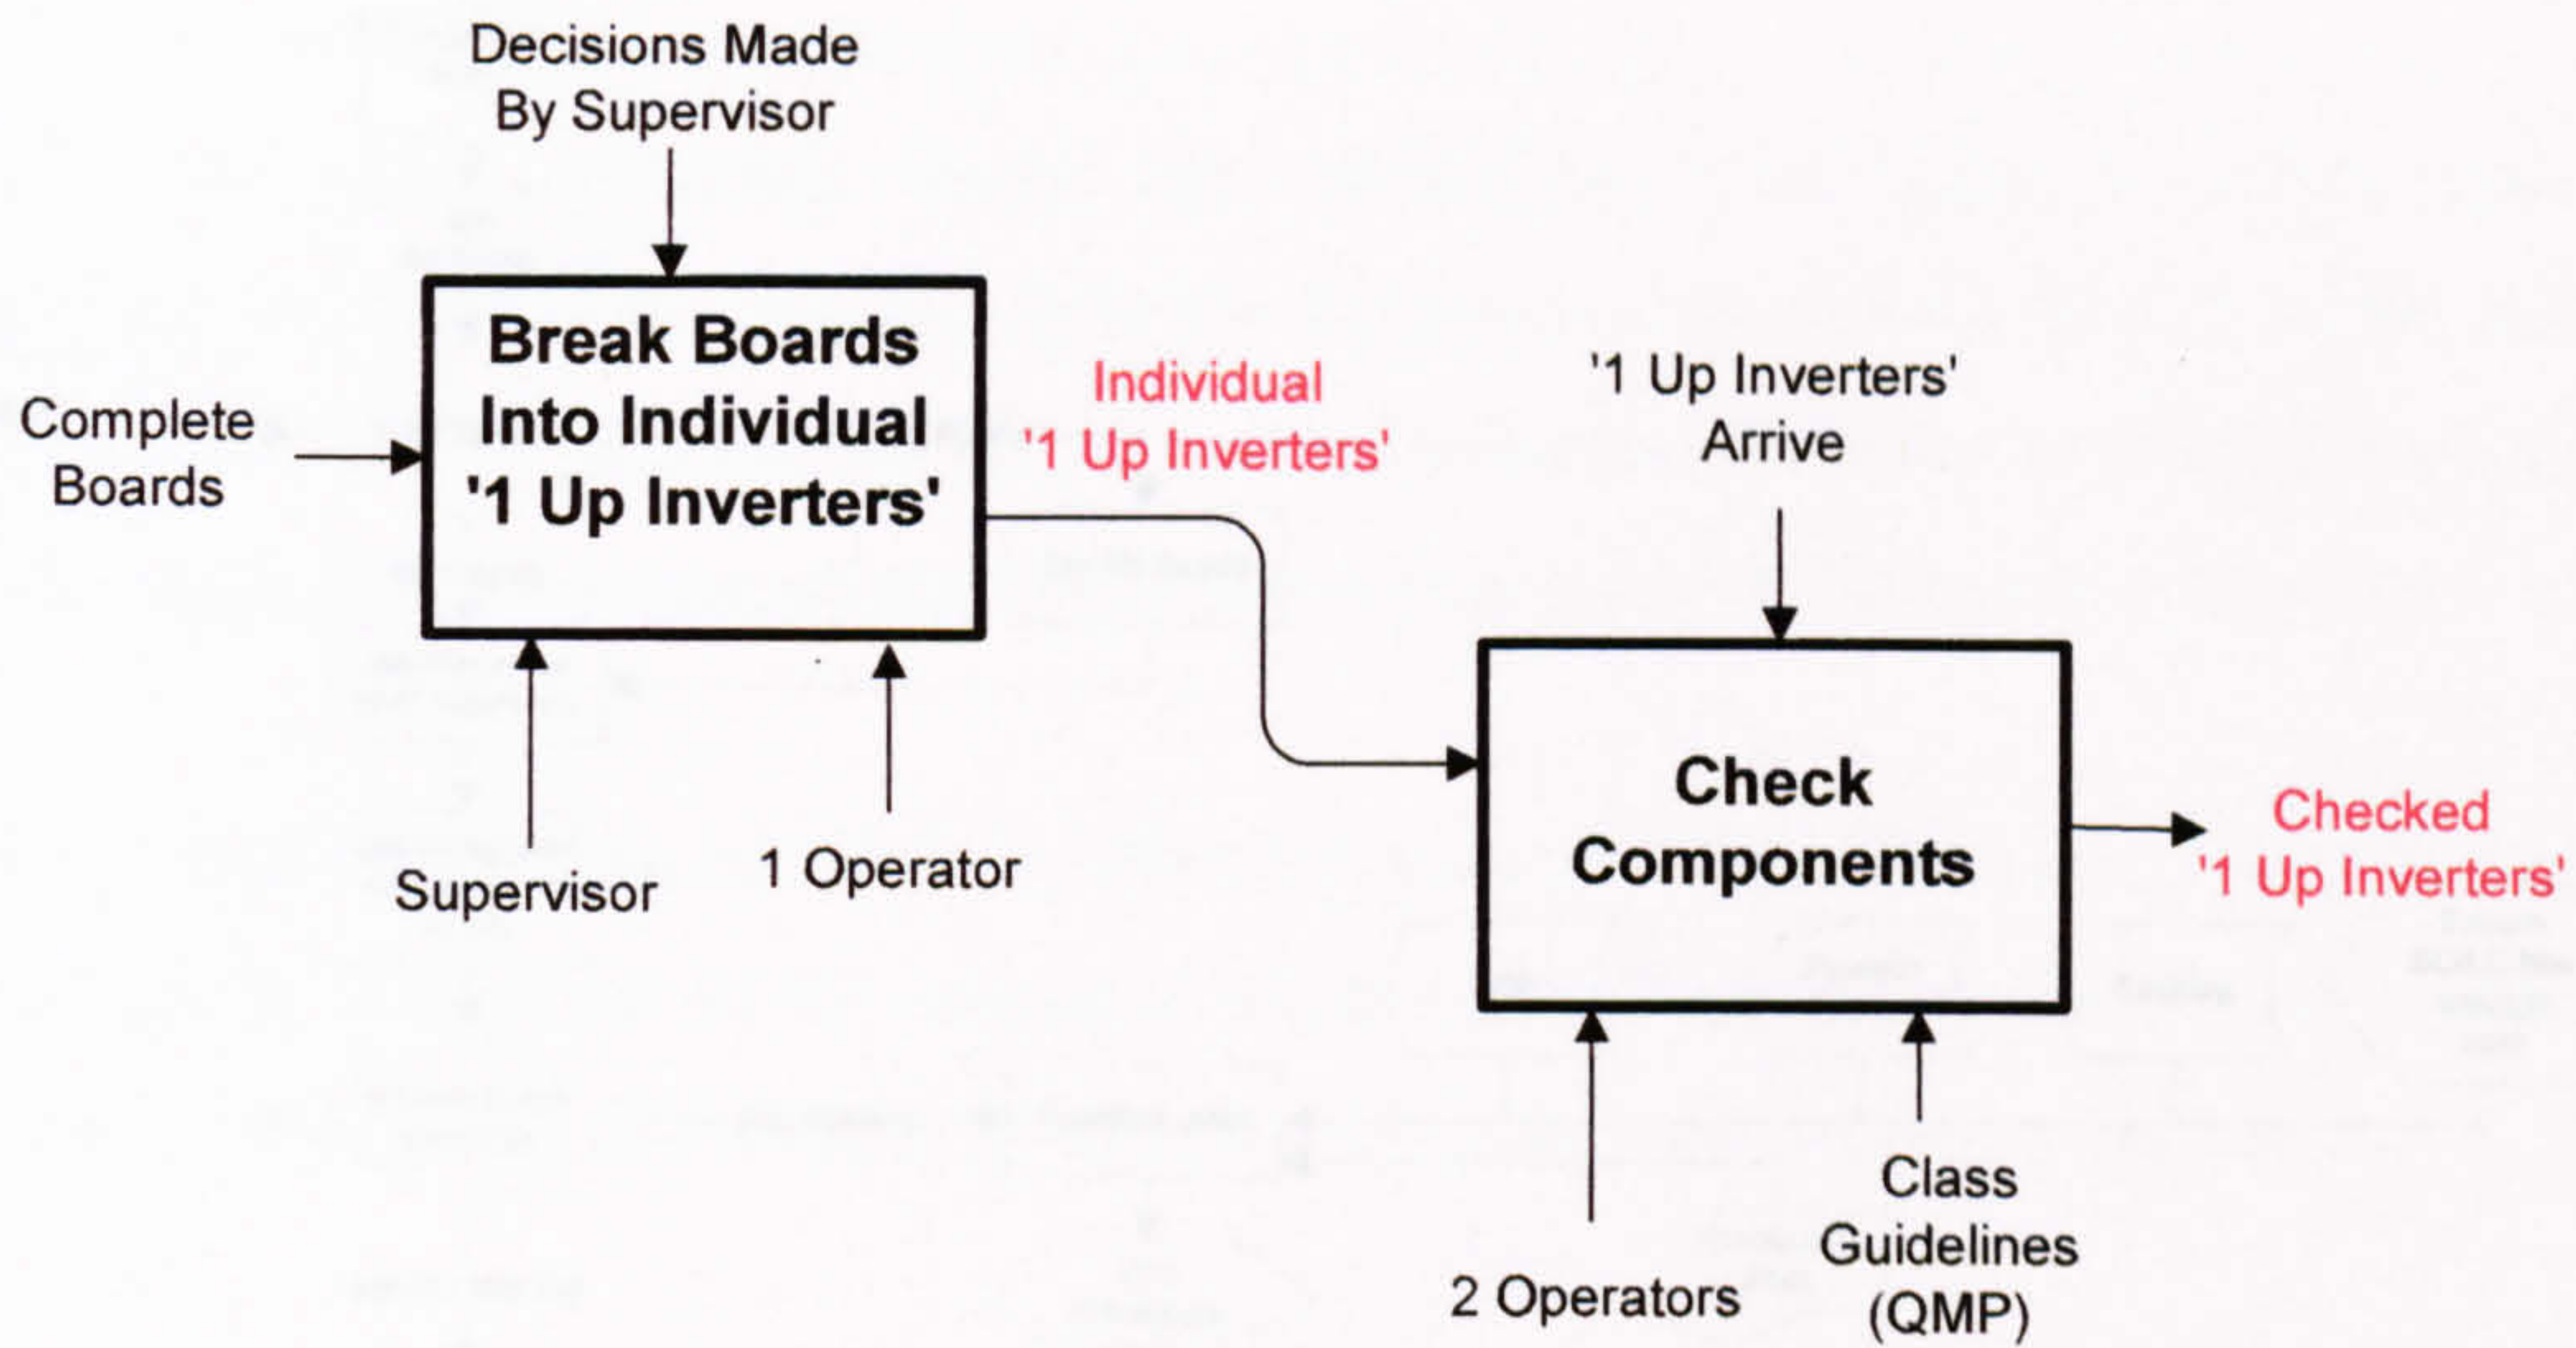 Decisions Made
By Supervisor
Break Boards
Into Individual
'1 Up Inverters'
Complete
Boards
Individual
'1 Up Inverters'
'1 Up Inverters'
Arrive
Supervisor
1 Operator
Check
Components
Checked
'1 Up Inverters'
2 Operators
Class
Guidelines
(QMP)